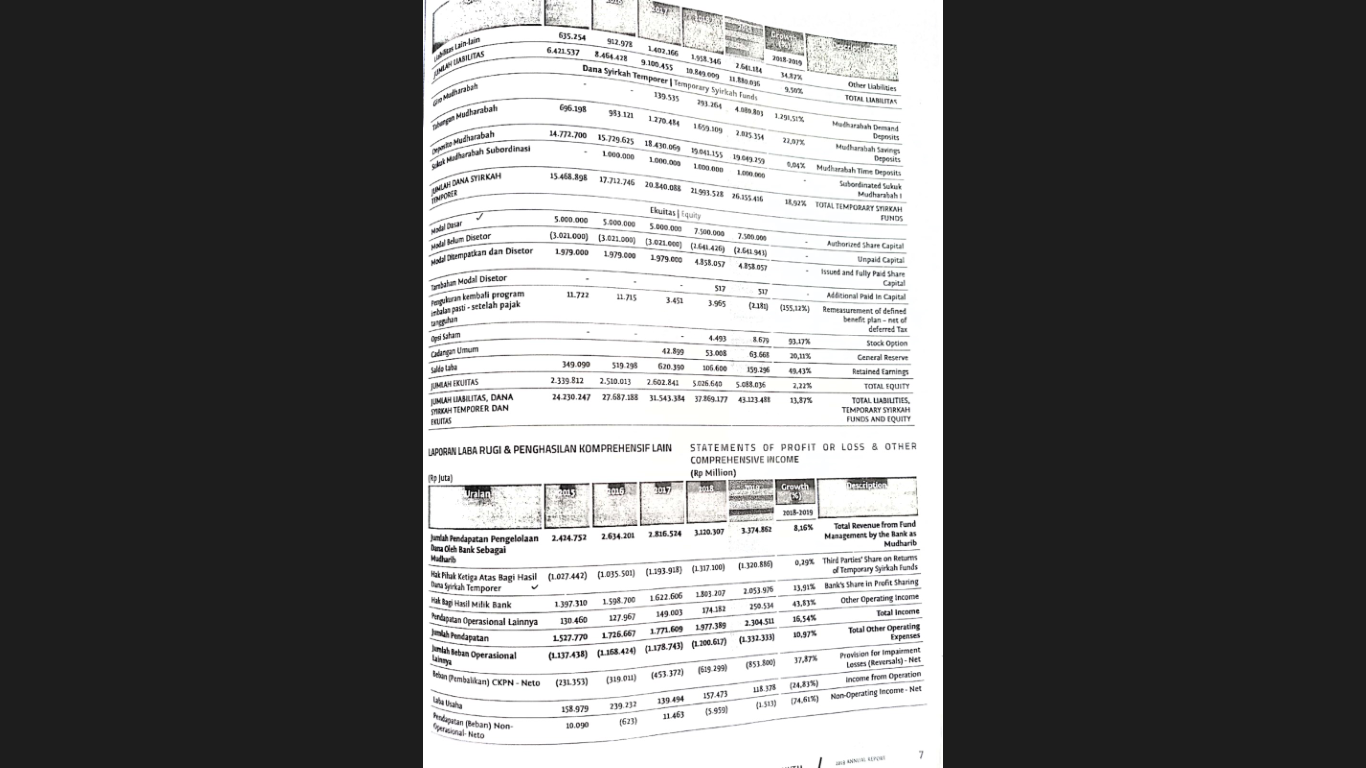 2017
Growth (%)
Description
Liabilitas Lain-lain 635.254 912.978 1.402.166 1.958.346 2.641.184 34,87% Other Liabilities
JUMLAH LIABILITAS 6.421.537 8.464.428 9.100.455 10.849.009 11.880.036 9,50% TOTAL LIABILITAS
2018-2019
Dana Syirkah Temporer | Temporary Syirkah Funds
Giro Mudharabah - - 139.535 293.264 4.080.803 1.291,51% Mudharabah Demand Deposits
Tabungan Mudharabah 696.198 983.121 1.270.484 1.659.109 2.025.354 22,07% Mudharabah Savings Deposits
Deposito Mudharabah 14.772.700 15.729.625 18.430.069 19.041.155 19.049.259 0,04% Mudharabah Time Deposits
Sukuk Mudharabah Subordinasi - 1.000.000 1.000.000 1.000.000 1.000.000 - Subordinated Sukuk Mudharabah I
JUMLAH DANA SYIRKAH TEMPORER 15.468.898 17.712.746 20.840.088 21.993.528 26.155.416 18,92% TOTAL TEMPORARY SYIRKAH FUNDS
Ekuitas | Equity
Modal Dasar ✓ 5.000.000 5.000.000 5.000.000 7.500.000 7.500.000 - Authorized Share Capital
Modal Belum Disetor (3.021.000) (3.021.000) (3.021.000) (2.641.426) (2.641.943) - Unpaid Capital
Modal Ditempatkan dan Disetor 1.979.000 1.979.000 1.979.000 4.858.057 4.858.057 - Issued and Fully Paid Share Capital
Tambahan Modal Disetor - - - 517 517 - Additional Paid In Capital
Pengukuran kembali program imbalan pasti - setelah pajak tangguhan 11.722 11.715 3.451 3.965 (2.181) (155,12%) Remeasurement of defined benefit plan – net of deferred Tax
Opsi Saham - - - 4.493 8.679 93,17% Stock Option
Cadangan Umum 42.899 53.008 63.668 20,11% General Reserve
Saldo Laba 349.090 519.298 620.390 106.600 159.296 49,43% Retained Earnings
JUMLAH EKUITAS 2.339.812 2.510.013 2.602.841 5.026.640 5.088.036 2,22% TOTAL EQUITY
JUMLAH LIABILITAS, DANA SYIRKAH TEMPORER DAN EKUITAS 24.230.247 27.687.188 31.543.384 37.869.177 43.123.488 13,87% TOTAL LIABILITIES, TEMPORARY SYIRKAH FUNDS AND EQUITY
LAPORAN LABA RUGI & PENGHASILAN KOMPREHENSIF LAIN
STATEMENTS OF PROFIT OR LOSS & OTHER
COMPREHENSIVE INCOME
(Rp Juta) (Rp Million)
Uraian 2015 2016 2017 2018 2019 Growth (%) Description
2018-2019
Jumlah Pendapatan Pengelolaan Dana Oleh Bank Sebagai Mudharib 2.424.752 2.634.201 2.816.524 3.120.307 3.374.862 8,16% Total Revenue from Fund Management by the Bank as Mudharib
Hak Pihak Ketiga Atas Bagi Hasil Dana Syirkah Temporer ✓ (1.027.442) (1.035.501) (1.193.918) (1.317.100) (1.320.886) 0,29% Third Parties' Share on Returns of Temporary Syirkah Funds
Hak Bagi Hasil Milik Bank 1.397.310 1.598.700 1.622.606 1.803.207 2.053.976 13,91% Bank's Share in Profit Sharing
Pendapatan Operasional Lainnya 130.460 127.967 149.003 174.182 250.534 43,83% Other Operating Income
Jumlah Pendapatan 1.527.770 1.726.667 1.771.609 1.977.389 2.304.511 16,54% Total Income
Jumlah Beban Operasional Lainnya (1.137.438) (1.168.424) (1.178.743) (1.200.617) (1.332.333) 10,97% Total Other Operating Expenses
Beban (Pembalikan) CKPN - Neto (231.353) (319.011) (453.372) (619.299) (853.800) 37,87% Provision for Impairment Losses (Reversals) - Net
Laba Usaha 158.979 239.232 139.494 157.473 118.378 (24,83%) Income from Operation
Pendapatan (Beban) Non-Operasional- Neto 10.090 (623) 11.463 (5.959) (1.513) (74,61%) Non-Operating Income - Net
ANNUAL REPORT 7